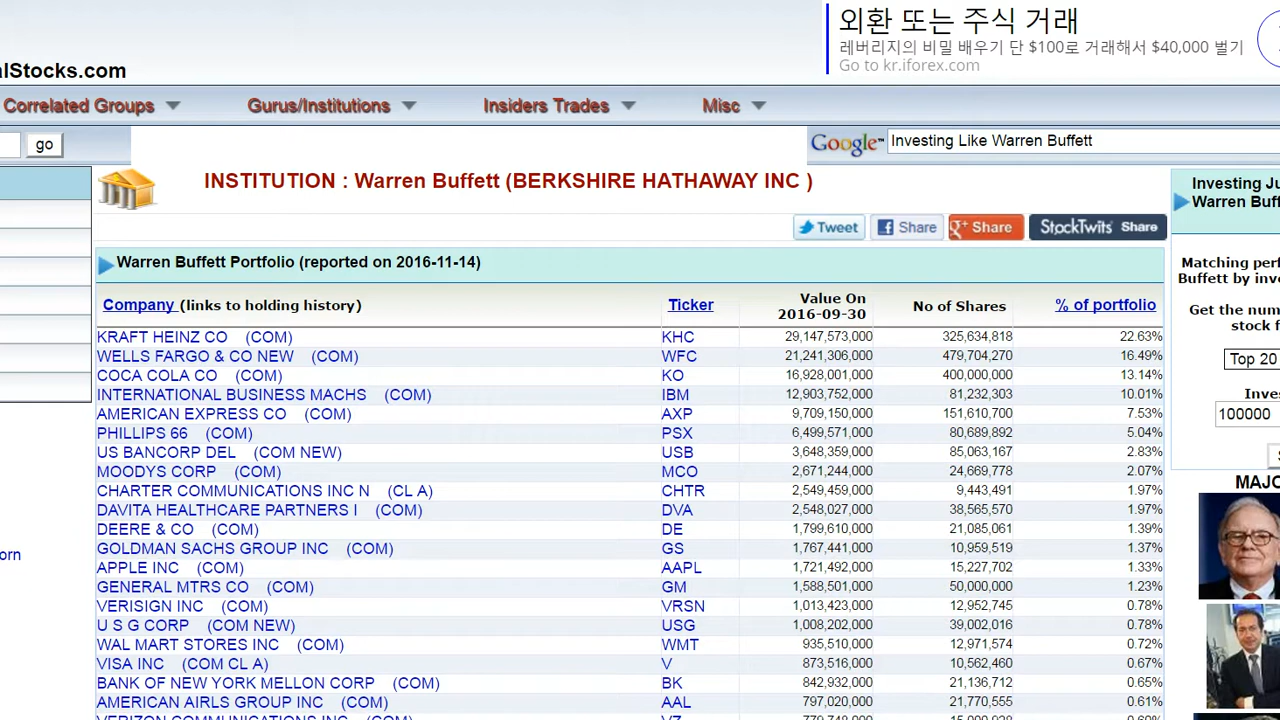 외환 또는 주식 거래
레버리지의 비밀 배우기 단 $100로 거래해서 $40,000 벌기
Go to kr.iforex.com
alStocks.com
Correlated Groups Gurus/Institutions Insiders Trades Misc
go Google™ Investing Like Warren Buffett
INSTITUTION : Warren Buffett (BERKSHIRE HATHAWAY INC )
Tweet Share Share StockTwits Share
Warren Buffett Portfolio (reported on 2016-11-14)
Company (links to holding history) Ticker Value On 2016-09-30 No of Shares % of portfolio
KRAFT HEINZ CO (COM) KHC 29,147,573,000 325,634,818 22.63%
WELLS FARGO & CO NEW (COM) WFC 21,241,306,000 479,704,270 16.49%
COCA COLA CO (COM) KO 16,928,001,000 400,000,000 13.14%
INTERNATIONAL BUSINESS MACHS (COM) IBM 12,903,752,000 81,232,303 10.01%
AMERICAN EXPRESS CO (COM) AXP 9,709,150,000 151,610,700 7.53%
PHILLIPS 66 (COM) PSX 6,499,571,000 80,689,892 5.04%
US BANCORP DEL (COM NEW) USB 3,648,359,000 85,063,167 2.83%
MOODYS CORP (COM) MCO 2,671,244,000 24,669,778 2.07%
CHARTER COMMUNICATIONS INC N (CL A) CHTR 2,549,459,000 9,443,491 1.97%
DAVITA HEALTHCARE PARTNERS I (COM) DVA 2,548,027,000 38,565,570 1.97%
DEERE & CO (COM) DE 1,799,610,000 21,085,061 1.39%
GOLDMAN SACHS GROUP INC (COM) GS 1,767,441,000 10,959,519 1.37%
APPLE INC (COM) AAPL 1,721,492,000 15,227,702 1.33%
GENERAL MTRS CO (COM) GM 1,588,501,000 50,000,000 1.23%
VERISIGN INC (COM) VRSN 1,013,423,000 12,952,745 0.78%
U S G CORP (COM NEW) USG 1,008,202,000 39,002,016 0.78%
WAL MART STORES INC (COM) WMT 935,510,000 12,971,574 0.72%
VISA INC (COM CL A) V 873,516,000 10,562,460 0.67%
BANK OF NEW YORK MELLON CORP (COM) BK 842,932,000 21,136,712 0.65%
AMERICAN AIRLS GROUP INC (COM) AAL 797,020,000 21,770,555 0.61%
VERIZON COMMUNICATIONS INC (COM) VZ 779,748,000 15,000,928 0.60%
orn
Investing Ju
Warren Buff
Matching perf
Buffett by inve
Get the num
stock f
Top 20
Inves
100000
MAJO